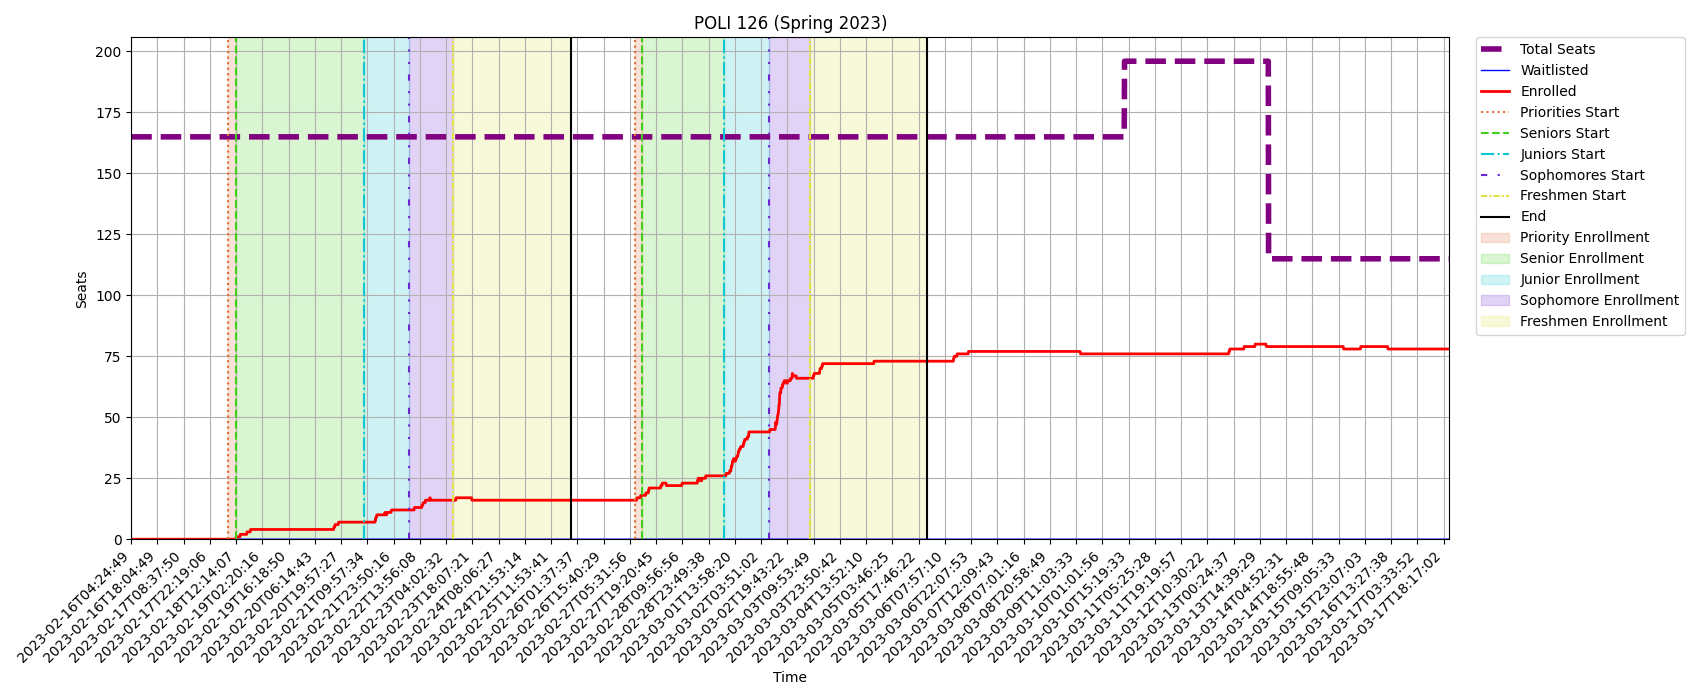 POLI 126 (Spring 2023)
Seats
200
175
150
125
100
75
50
25
0
2023-02-16T04:24:49
2023-02-16T18:04:49
2023-02-17T08:37:50
2023-02-17T22:19:06
2023-02-18T12:14:07
2023-02-19T02:20:16
2023-02-19T16:18:50
2023-02-20T06:14:43
2023-02-20T19:57:27
2023-02-21T09:57:34
2023-02-21T23:50:16
2023-02-22T13:56:08
2023-02-23T04:02:32
2023-02-23T18:07:21
2023-02-24T08:06:27
2023-02-24T21:53:14
2023-02-25T11:53:41
2023-02-26T01:37:37
2023-02-26T15:40:29
2023-02-27T05:31:56
2023-02-27T19:20:45
2023-02-28T09:56:56
2023-02-28T23:49:38
2023-03-01T13:58:20
2023-03-02T03:51:02
2023-03-02T19:43:22
2023-03-03T09:53:49
2023-03-03T23:50:42
2023-03-04T13:52:10
2023-03-05T03:46:25
2023-03-05T17:46:22
2023-03-06T07:57:10
2023-03-06T22:07:53
2023-03-07T12:09:43
2023-03-08T07:01:16
2023-03-08T20:58:49
2023-03-09T11:03:33
2023-03-10T01:01:56
2023-03-10T15:19:33
2023-03-11T05:25:28
2023-03-11T19:19:57
2023-03-12T10:30:22
2023-03-13T00:24:37
2023-03-13T14:39:29
2023-03-14T04:52:31
2023-03-14T18:55:48
2023-03-15T09:05:33
2023-03-15T23:07:03
2023-03-16T13:27:38
2023-03-17T03:33:52
2023-03-17T18:17:02
Time
Total Seats
Waitlisted
Enrolled
Priorities Start
Seniors Start
Juniors Start
Sophomores Start
Freshmen Start
End
Priority Enrollment
Senior Enrollment
Junior Enrollment
Sophomore Enrollment
Freshmen Enrollment